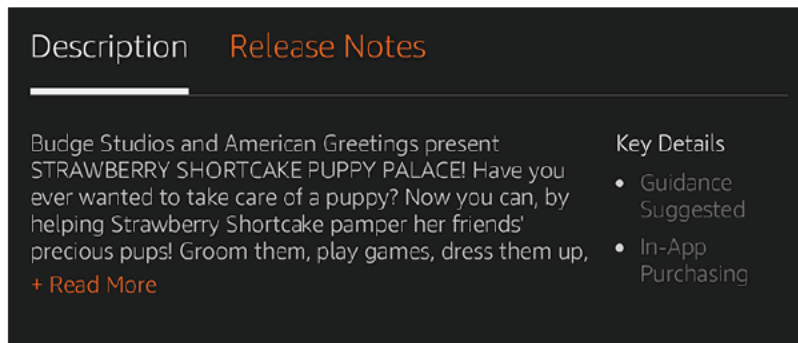 Description Release Notes
Budge Studios and American Greetings present
STRAWBERRY SHORTCAKE PUPPY PALACE! Have you
ever wanted to take care of a puppy? Now you can, by
helping Strawberry Shortcake pamper her friends'
precious pups! Groom them, play games, dress them up,
+ Read More
Key Details
• Guidance
Suggested
• In-App
Purchasing